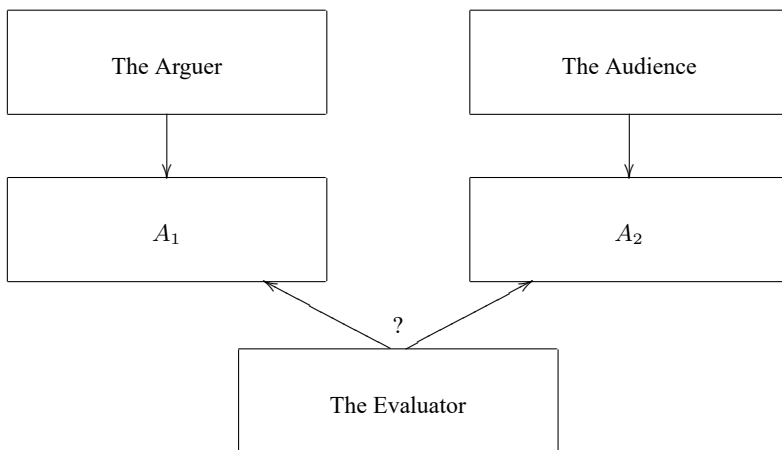 The Arguer
The Audience
A₁
A₂
?
The Evaluator